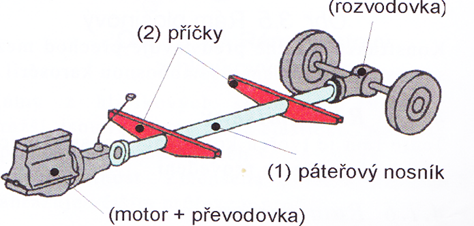 (rozvodovka)
(2) příčky
(1) páteřový nosník
(motor + převodovka)